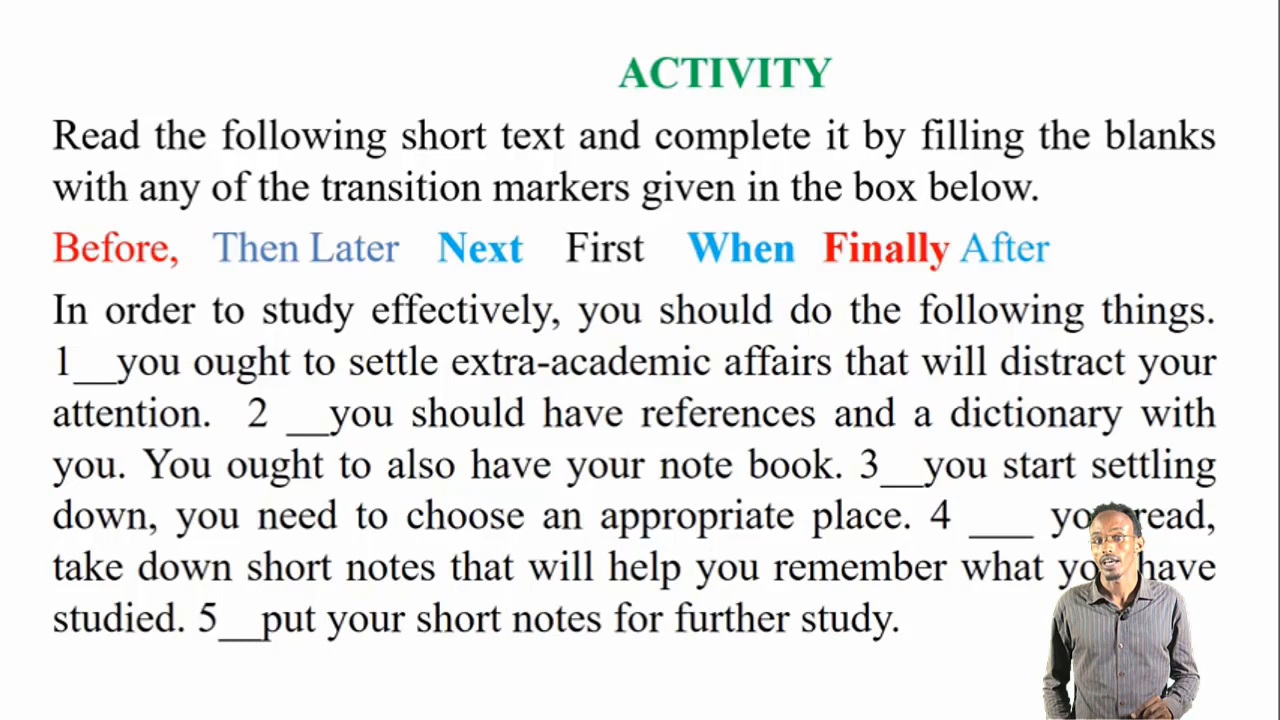 ACTIVITY
Read the following short text and complete it by filling the blanks
with any of the transition markers given in the box below.
Before, Then Later Next First When Finally After
In order to study effectively, you should do the following things.
1__you ought to settle extra-academic affairs that will distract your
attention. 2 __you should have references and a dictionary with
you. You ought to also have your note book. 3__you start settling
down, you need to choose an appropriate place. 4 ___ you read,
take down short notes that will help you remember what you have
studied. 5__put your short notes for further study.